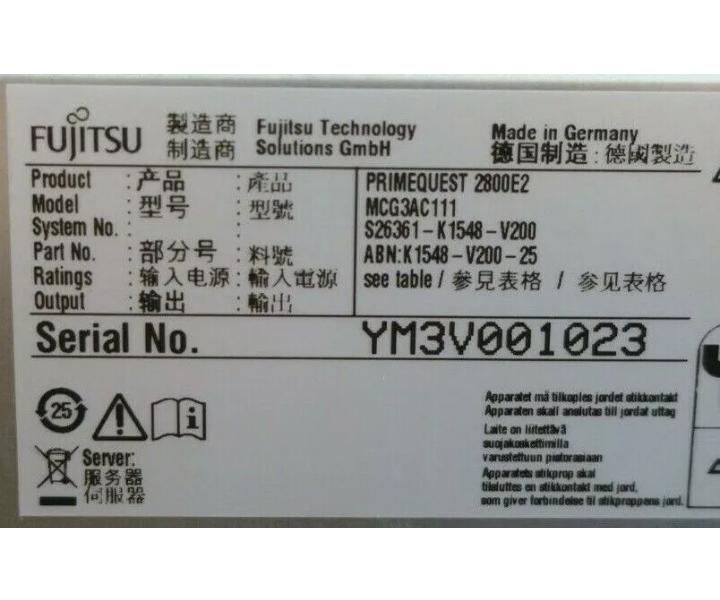 FUJITSU 製造商 Fujitsu Technology Made in Germany
制造商 Solutions GmbH 德国制造 : 德國製造
Product : 产品 : 產品 PRIMEQUEST 2800E2
Model : 型号 : 型號 MCG3AC111
System No. : : S26361-K1548-V200
Part No. : 部分号 : 料號 ABN:K1548-V200-25
Ratings : 输入电源 : 輸入電源 see table / 參見表格 / 参见表格
Output : 输出 : 輸出
Serial No. YM3V001023
25
i
Server:
服务器
伺服器
Apparatet må tilkoples jordet stikkontakt
Apparaten skall anslutas till jordat uttag
Laite on liitettävä
suojakoskettimilla
varustettuun pistorasiaan
Apparatets stikprop skal
tilsluttes en stikkontakt med jord,
som giver forbindelse til stikproppens jord.